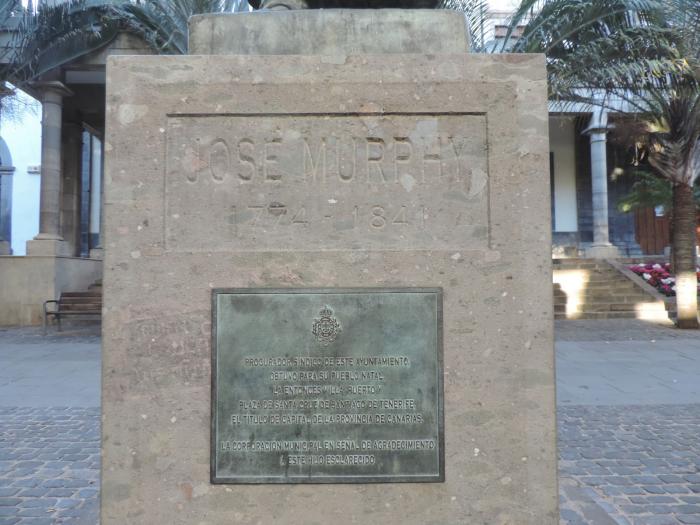 JOSÉ MURPHY
1774 - 1841
PROCURADOR SINDICO DE ESTE AYUNTAMIENTO,
OBTUVO PARA SU PUEBLO NATAL,
LA ENTONCES VILLA, PUERTO Y
PLAZA DE SANTA CRUZ DE SANTIAGO DE TENERIFE,
EL TITULO DE CAPITAL DE LA PROVINCIA DE CANARIAS.
LA CORPORACION MUNICIPAL EN SEÑAL DE AGRADECIMIENTO
A ESTE HIJO ESCLARECIDO